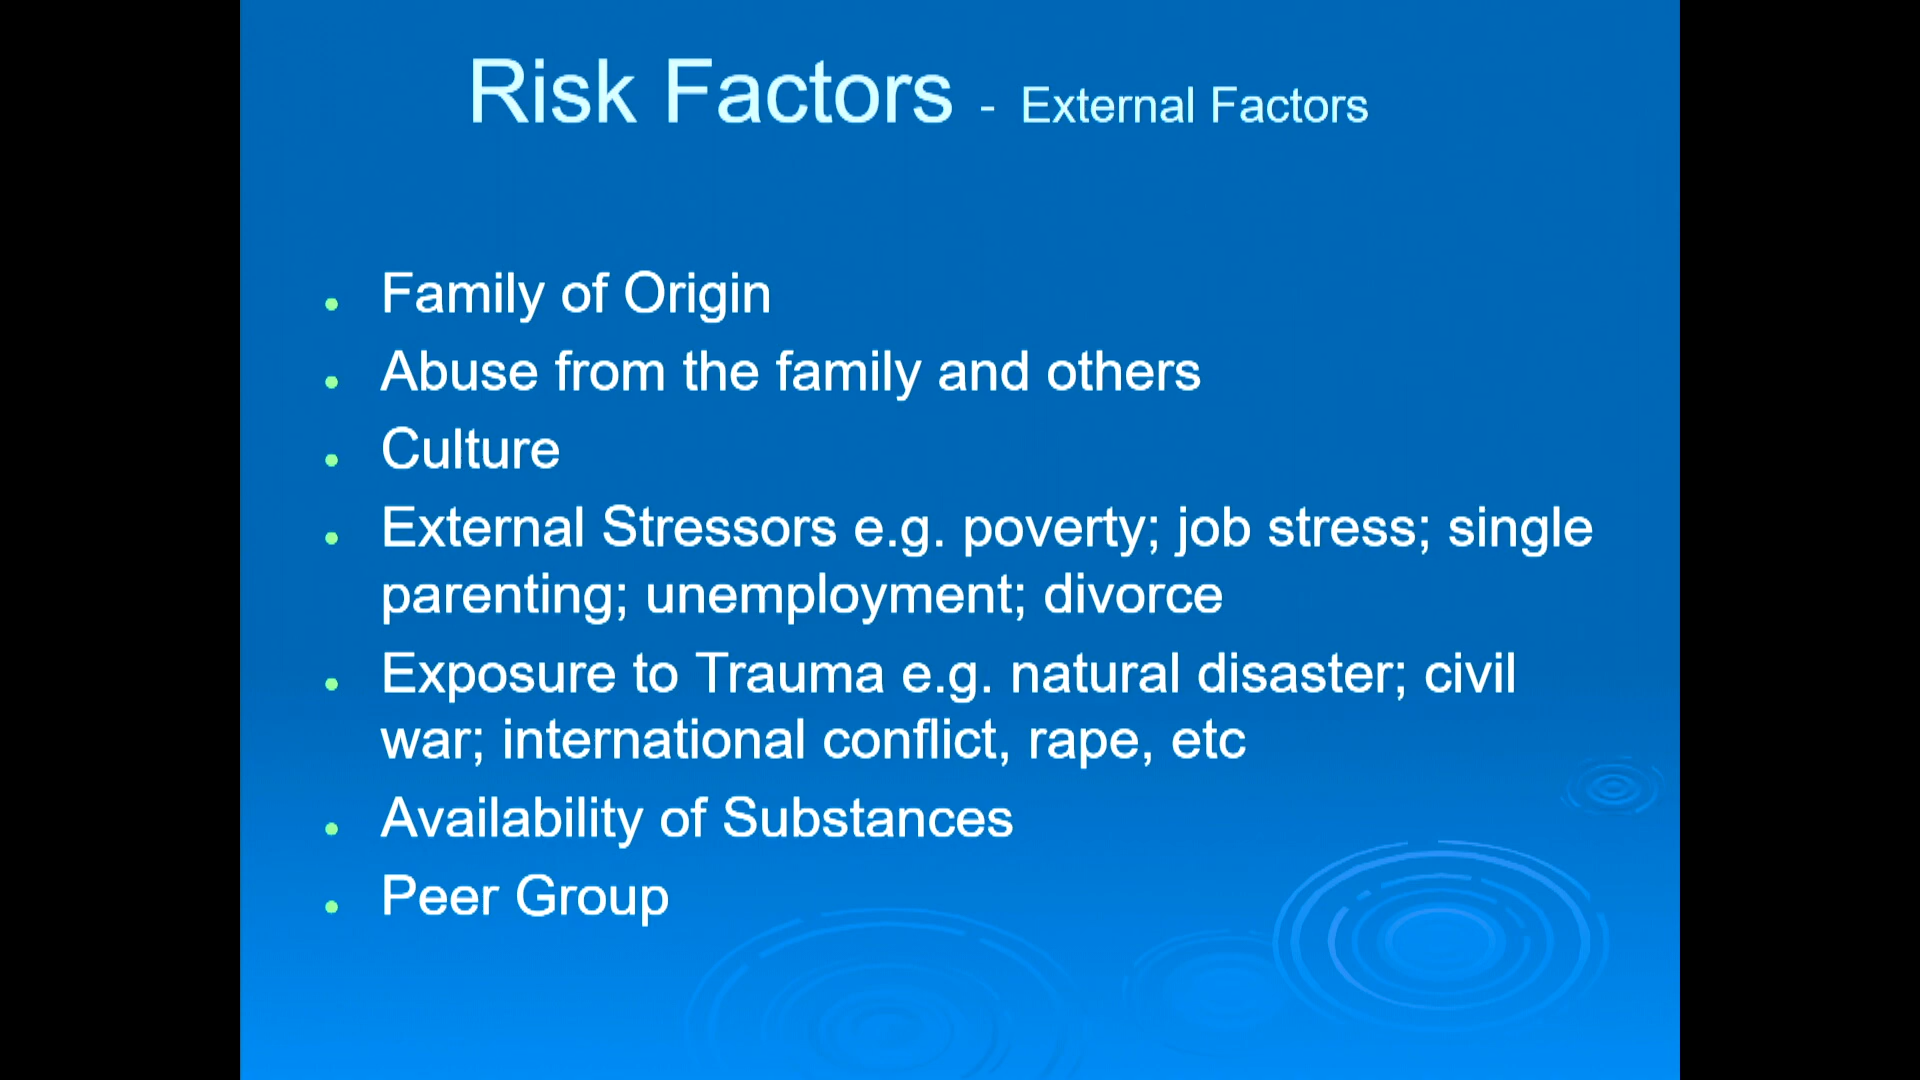 Risk Factors - External Factors
• Family of Origin
• Abuse from the family and others
• Culture
• External Stressors e.g. poverty; job stress; single
parenting; unemployment; divorce
• Exposure to Trauma e.g. natural disaster; civil
war; international conflict, rape, etc
• Availability of Substances
• Peer Group